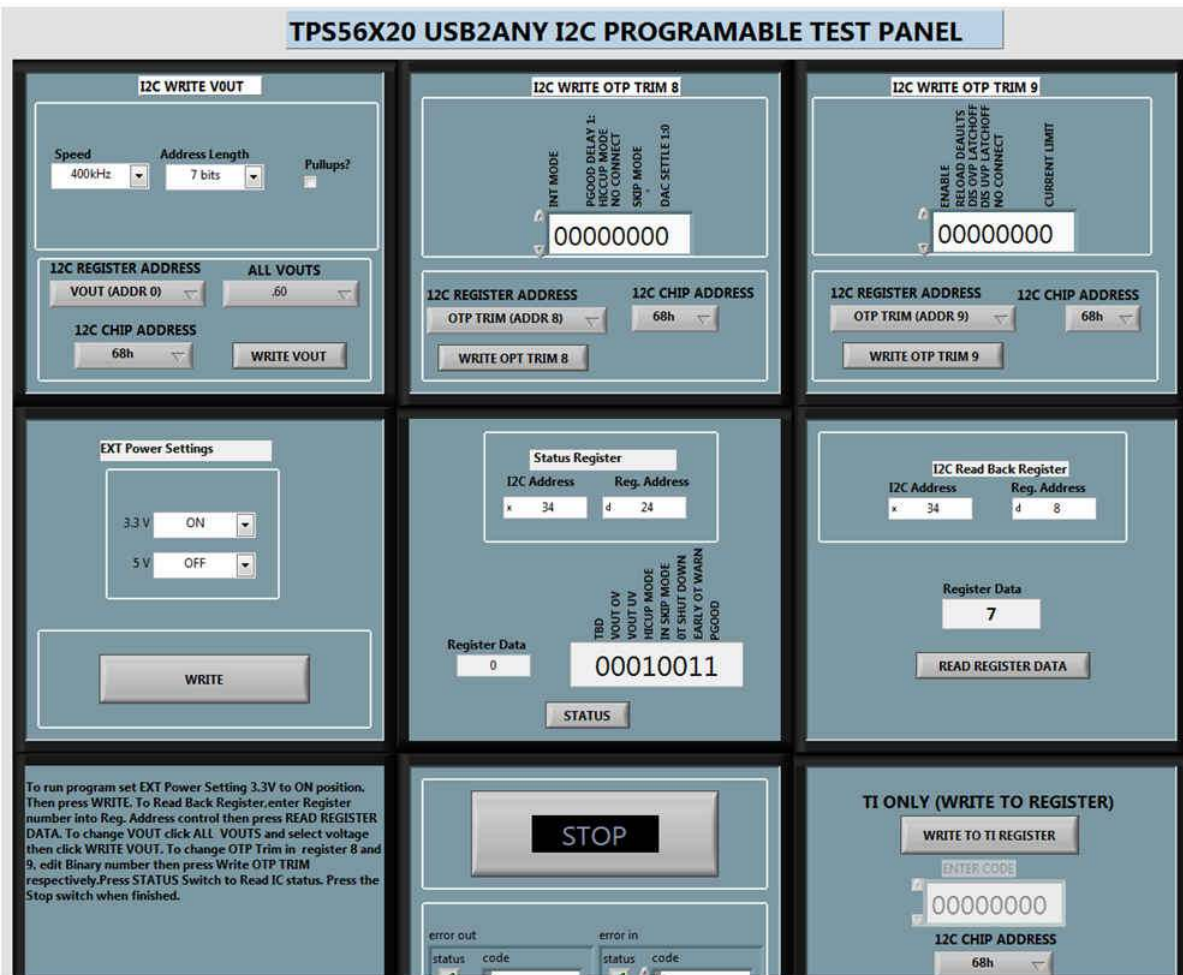 TPS56X20 USB2ANY I2C PROGRAMABLE TEST PANEL
I2C WRITE V0UT
Speed
Address Length
Pullups?
400kHz
7 bits
12C REGISTER ADDRESS
ALL VOUTS
VOUT (ADDR 0)
.60
12C CHIP ADDRESS
68h
WRITE VOUT
I2C WRITE OTP TRIM 8
INT MODE
PGOOD DELAY 1:
HICCUP MODE
NO CONNECT
SKIP MODE
DAC SETTLE 1:0
00000000
12C REGISTER ADDRESS
12C CHIP ADDRESS
OTP TRIM (ADDR 8)
68h
WRITE OPT TRIM 8
I2C WRITE OTP TRIM 9
ENABLE
RELOAD DEAULTS
DIS OVP LATCHOFF
DIS UVP LATCHOFF
NO CONNECT
CURRENT LIMIT
00000000
12C REGISTER ADDRESS
12C CHIP ADDRESS
OTP TRIM (ADDR 9)
68h
WRITE OTP TRIM 9
EXT Power Settings
3.3 V
ON
5 V
OFF
WRITE
Status Register
I2C Address
Reg. Address
x 34
d 24
TBD
VOUT OV
VOUT UV
HICUP MODE
IN SKIP MODE
0T SHUT DOWN
EARLY OT WARN
PGOOD
Register Data
0
00010011
STATUS
I2C Read Back Register
I2C Address
Reg. Address
x 34
d 8
Register Data
7
READ REGISTER DATA
To run program set EXT Power Setting 3.3V to ON position.
Then press WRITE. To Read Back Register,enter Register
number into Reg. Address control then press READ REGISTER
DATA. To change VOUT click ALL VOUTS and select voltage
then click WRITE VOUT. To change OTP Trim in register 8 and
9, edit Binary number then press Write OTP TRIM
respectively.Press STATUS Switch to Read IC status. Press the
Stop switch when finished.
STOP
error out
error in
status code
status code
TI ONLY (WRITE TO REGISTER)
WRITE TO TI REGISTER
ENTER CODE
00000000
12C CHIP ADDRESS
68h